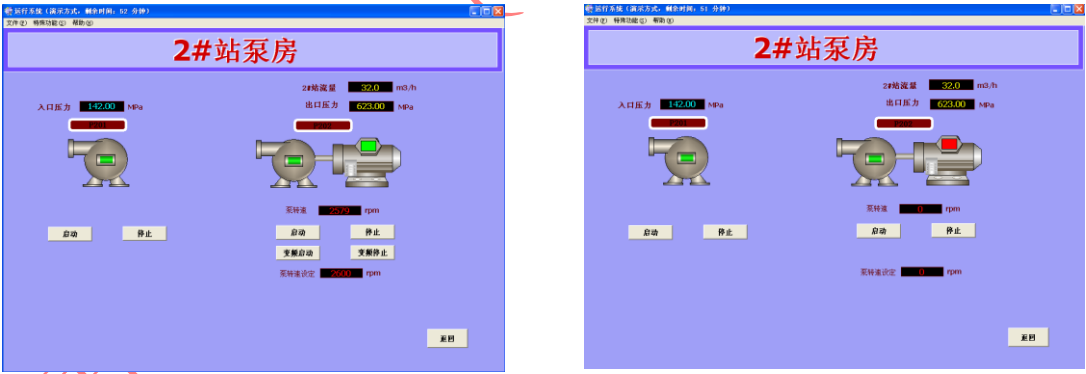 运行系统（演示方式，剩余时间：52 分钟）
文件(F) 特殊功能(S) 帮助(H)
2#站泵房
2#站流量 32.0 m3/h
入口压力 142.00 MPa
出口压力 623.00 MPa
泵转速 2579 rpm
启动 停止
启动 停止
变频启动 变频停止
泵转速设定 2600 rpm
返回
运行系统（演示方式，剩余时间：51 分钟）
文件(F) 特殊功能(S) 帮助(H)
2#站泵房
2#站流量 32.0 m3/h
入口压力 142.00 MPa
出口压力 623.00 MPa
泵转速 0 rpm
启动 停止
启动 停止
泵转速设定 0 rpm
返回